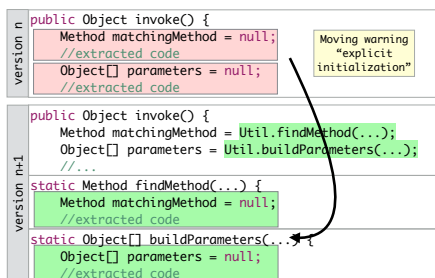 version n
public Object invoke() {
Method matchingMethod = null;
//extracted code
Object[] parameters = null;
//extracted code
Moving warning
“explicit
initialization”
version n+1
public Object invoke() {
Method matchingMethod = Util.findMethod(...);
Object[] parameters = Util.buildParameters(...);
//...
static Method findMethod(...) {
Method matchingMethod = null;
//extracted code
static Object[] buildParameters(...) {
Object[] parameters = null;
//extracted code